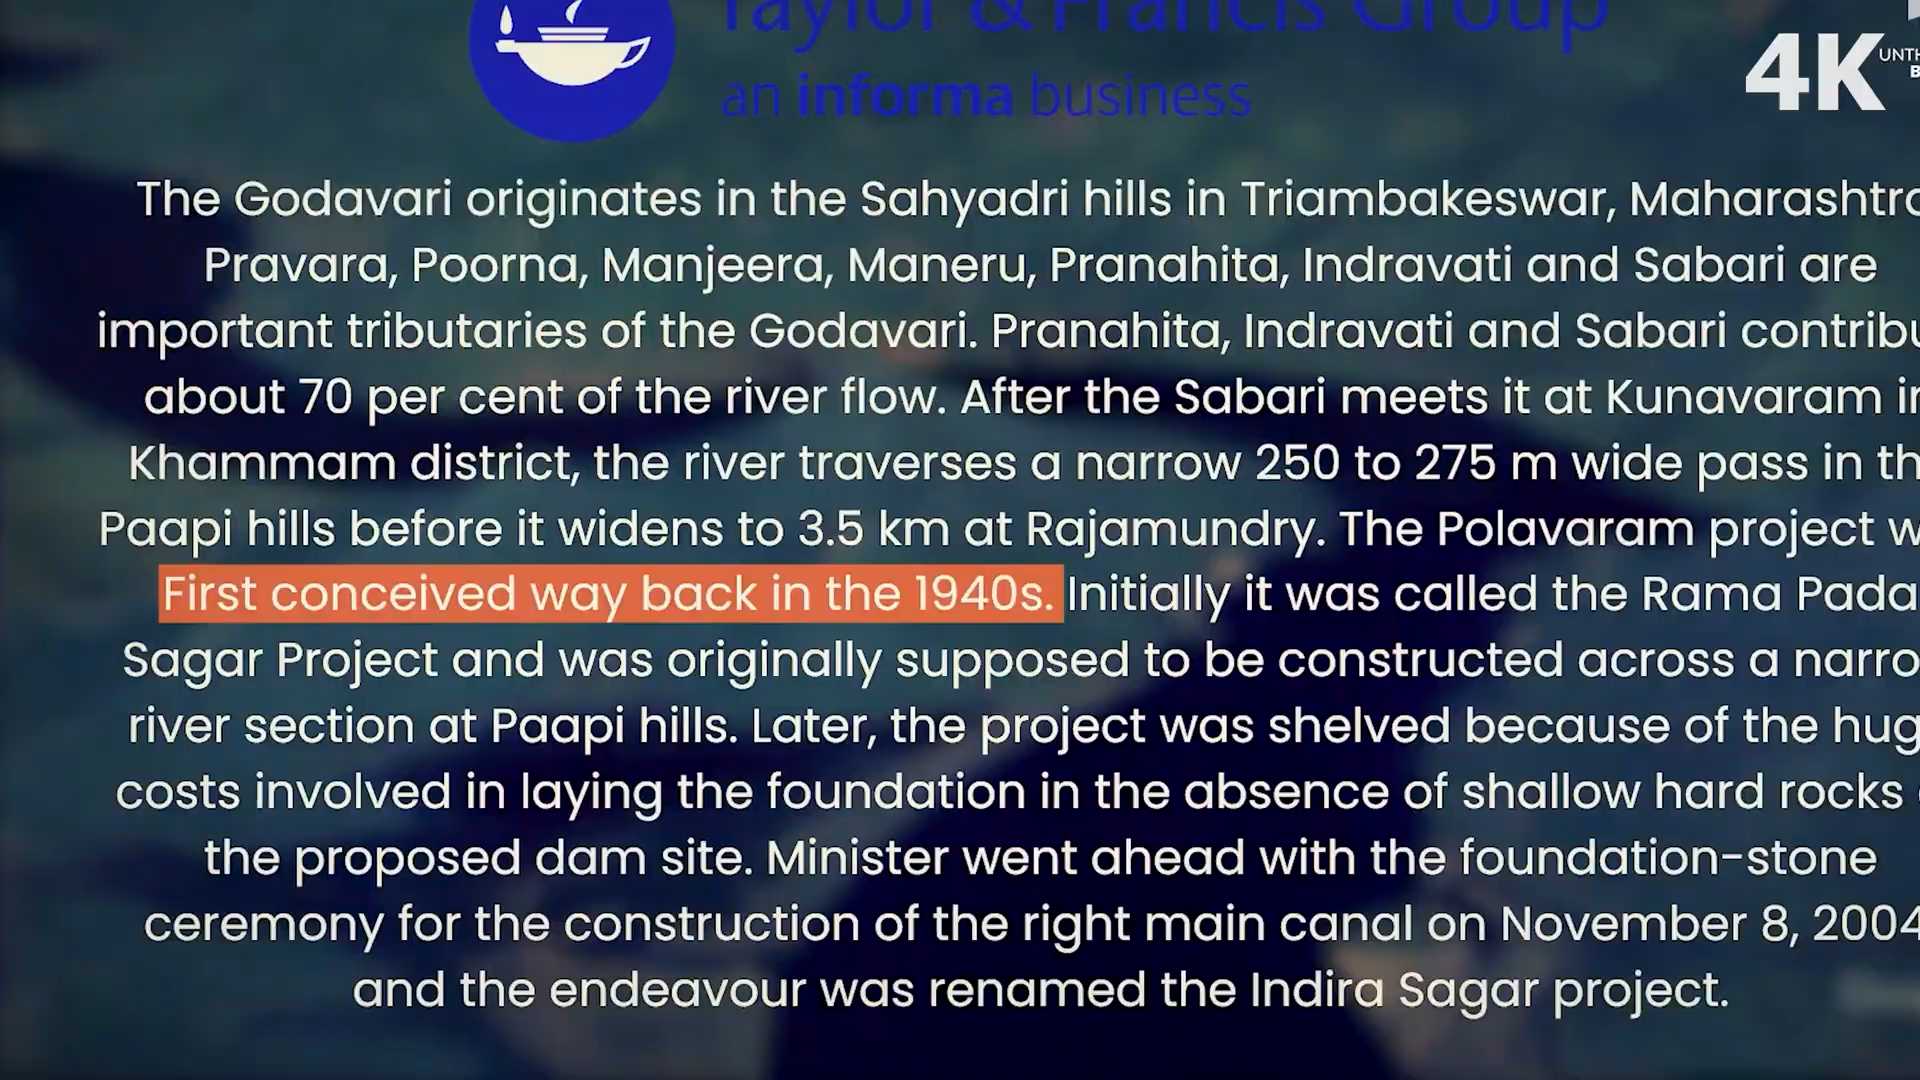 Taylor & Francis Group
an informa business
4K
The Godavari originates in the Sahyadri hills in Triambakeswar, Maharashtra
Pravara, Poorna, Manjeera, Maneru, Pranahita, Indravati and Sabari are
important tributaries of the Godavari. Pranahita, Indravati and Sabari contribu
about 70 per cent of the river flow. After the Sabari meets it at Kunavaram in
Khammam district, the river traverses a narrow 250 to 275 m wide pass in th
Paapi hills before it widens to 3.5 km at Rajamundry. The Polavaram project w
First conceived way back in the 1940s. Initially it was called the Rama Pada
Sagar Project and was originally supposed to be constructed across a narro
river section at Paapi hills. Later, the project was shelved because of the hug
costs involved in laying the foundation in the absence of shallow hard rocks
the proposed dam site. Minister went ahead with the foundation-stone
ceremony for the construction of the right main canal on November 8, 2004
and the endeavour was renamed the Indira Sagar project.